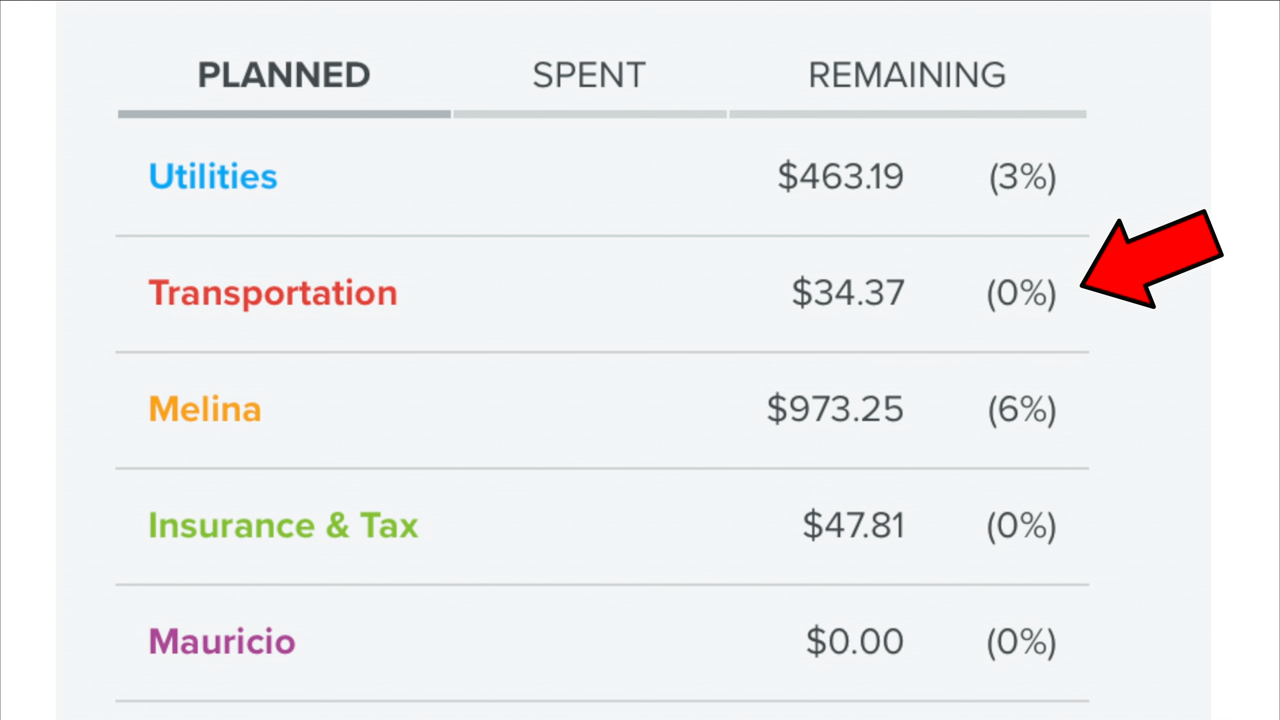 PLANNED SPENT REMAINING
Utilities $463.19 (3%)
Transportation $34.37 (0%)
Melina $973.25 (6%)
Insurance & Tax $47.81 (0%)
Mauricio $0.00 (0%)